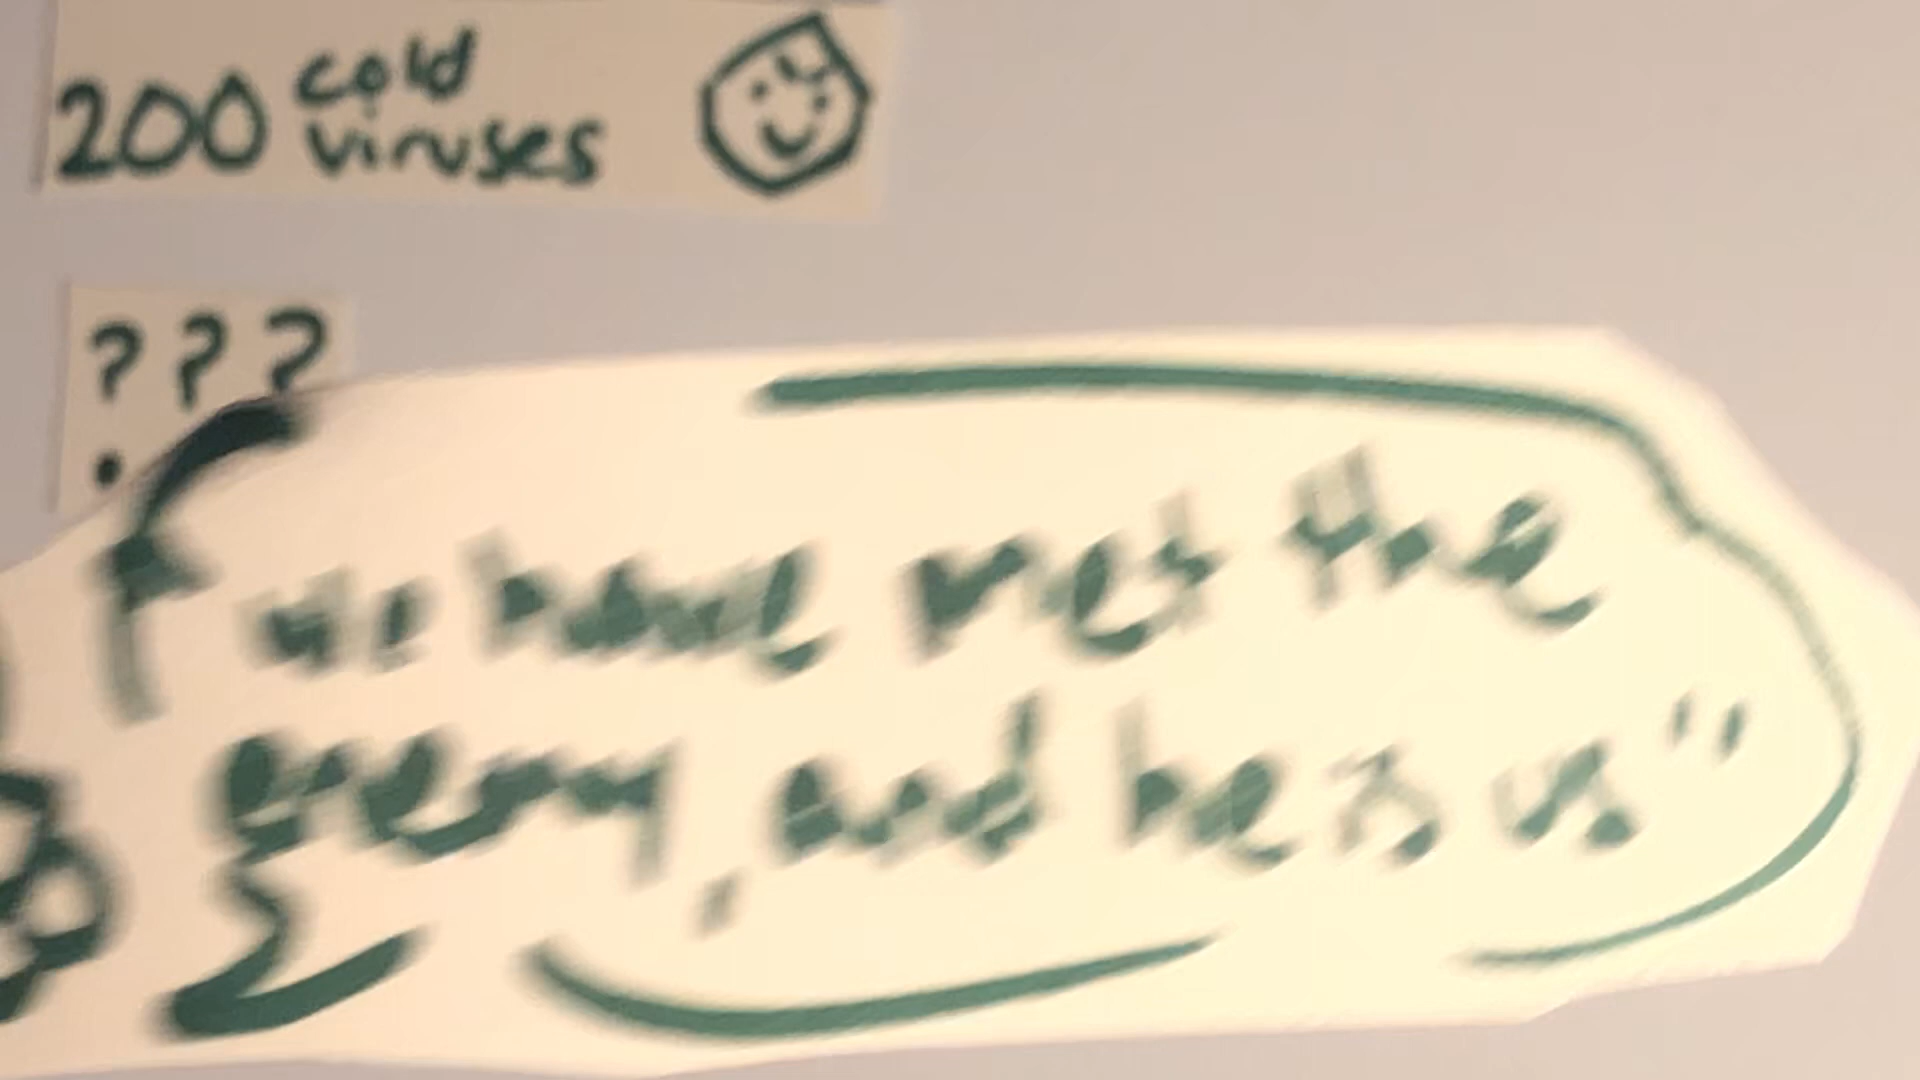 200 cold
viruses
???
we have met the
enemy, and he is us"